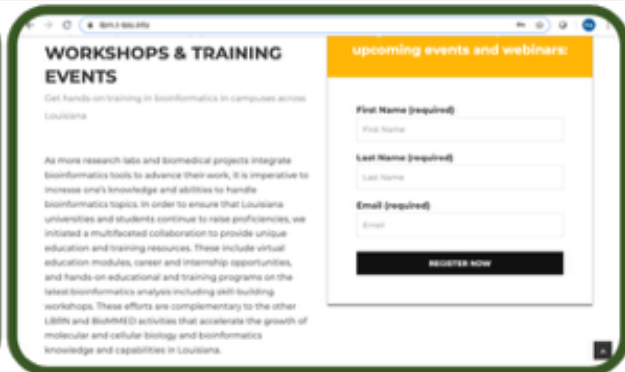 lbrn.t-bio.info
WORKSHOPS & TRAINING
EVENTS
Get hands-on training in bioinformatics in campuses across
Louisiana
As more research labs and biomedical projects integrate
bioinformatics tools to advance their work, it is imperative to
increase one's knowledge and abilities to handle
bioinformatics topics. In order to ensure that Louisiana
universities and students continue to raise proficiencies, we
initiated a multifaceted collaboration to provide unique
education and training resources. These include virtual
education modules, career and internship opportunities,
and hands-on educational and training programs on the
latest bioinformatics analysis including skill-building
workshops. These efforts are complementary to the other
LBRN and BioMMED activities that accelerate the growth of
molecular and cellular biology and bioinformatics
knowledge and capabilities in Louisiana.
upcoming events and webinars:
First Name (required)
First Name
Last Name (required)
Last Name
Email (required)
Email
REGISTER NOW